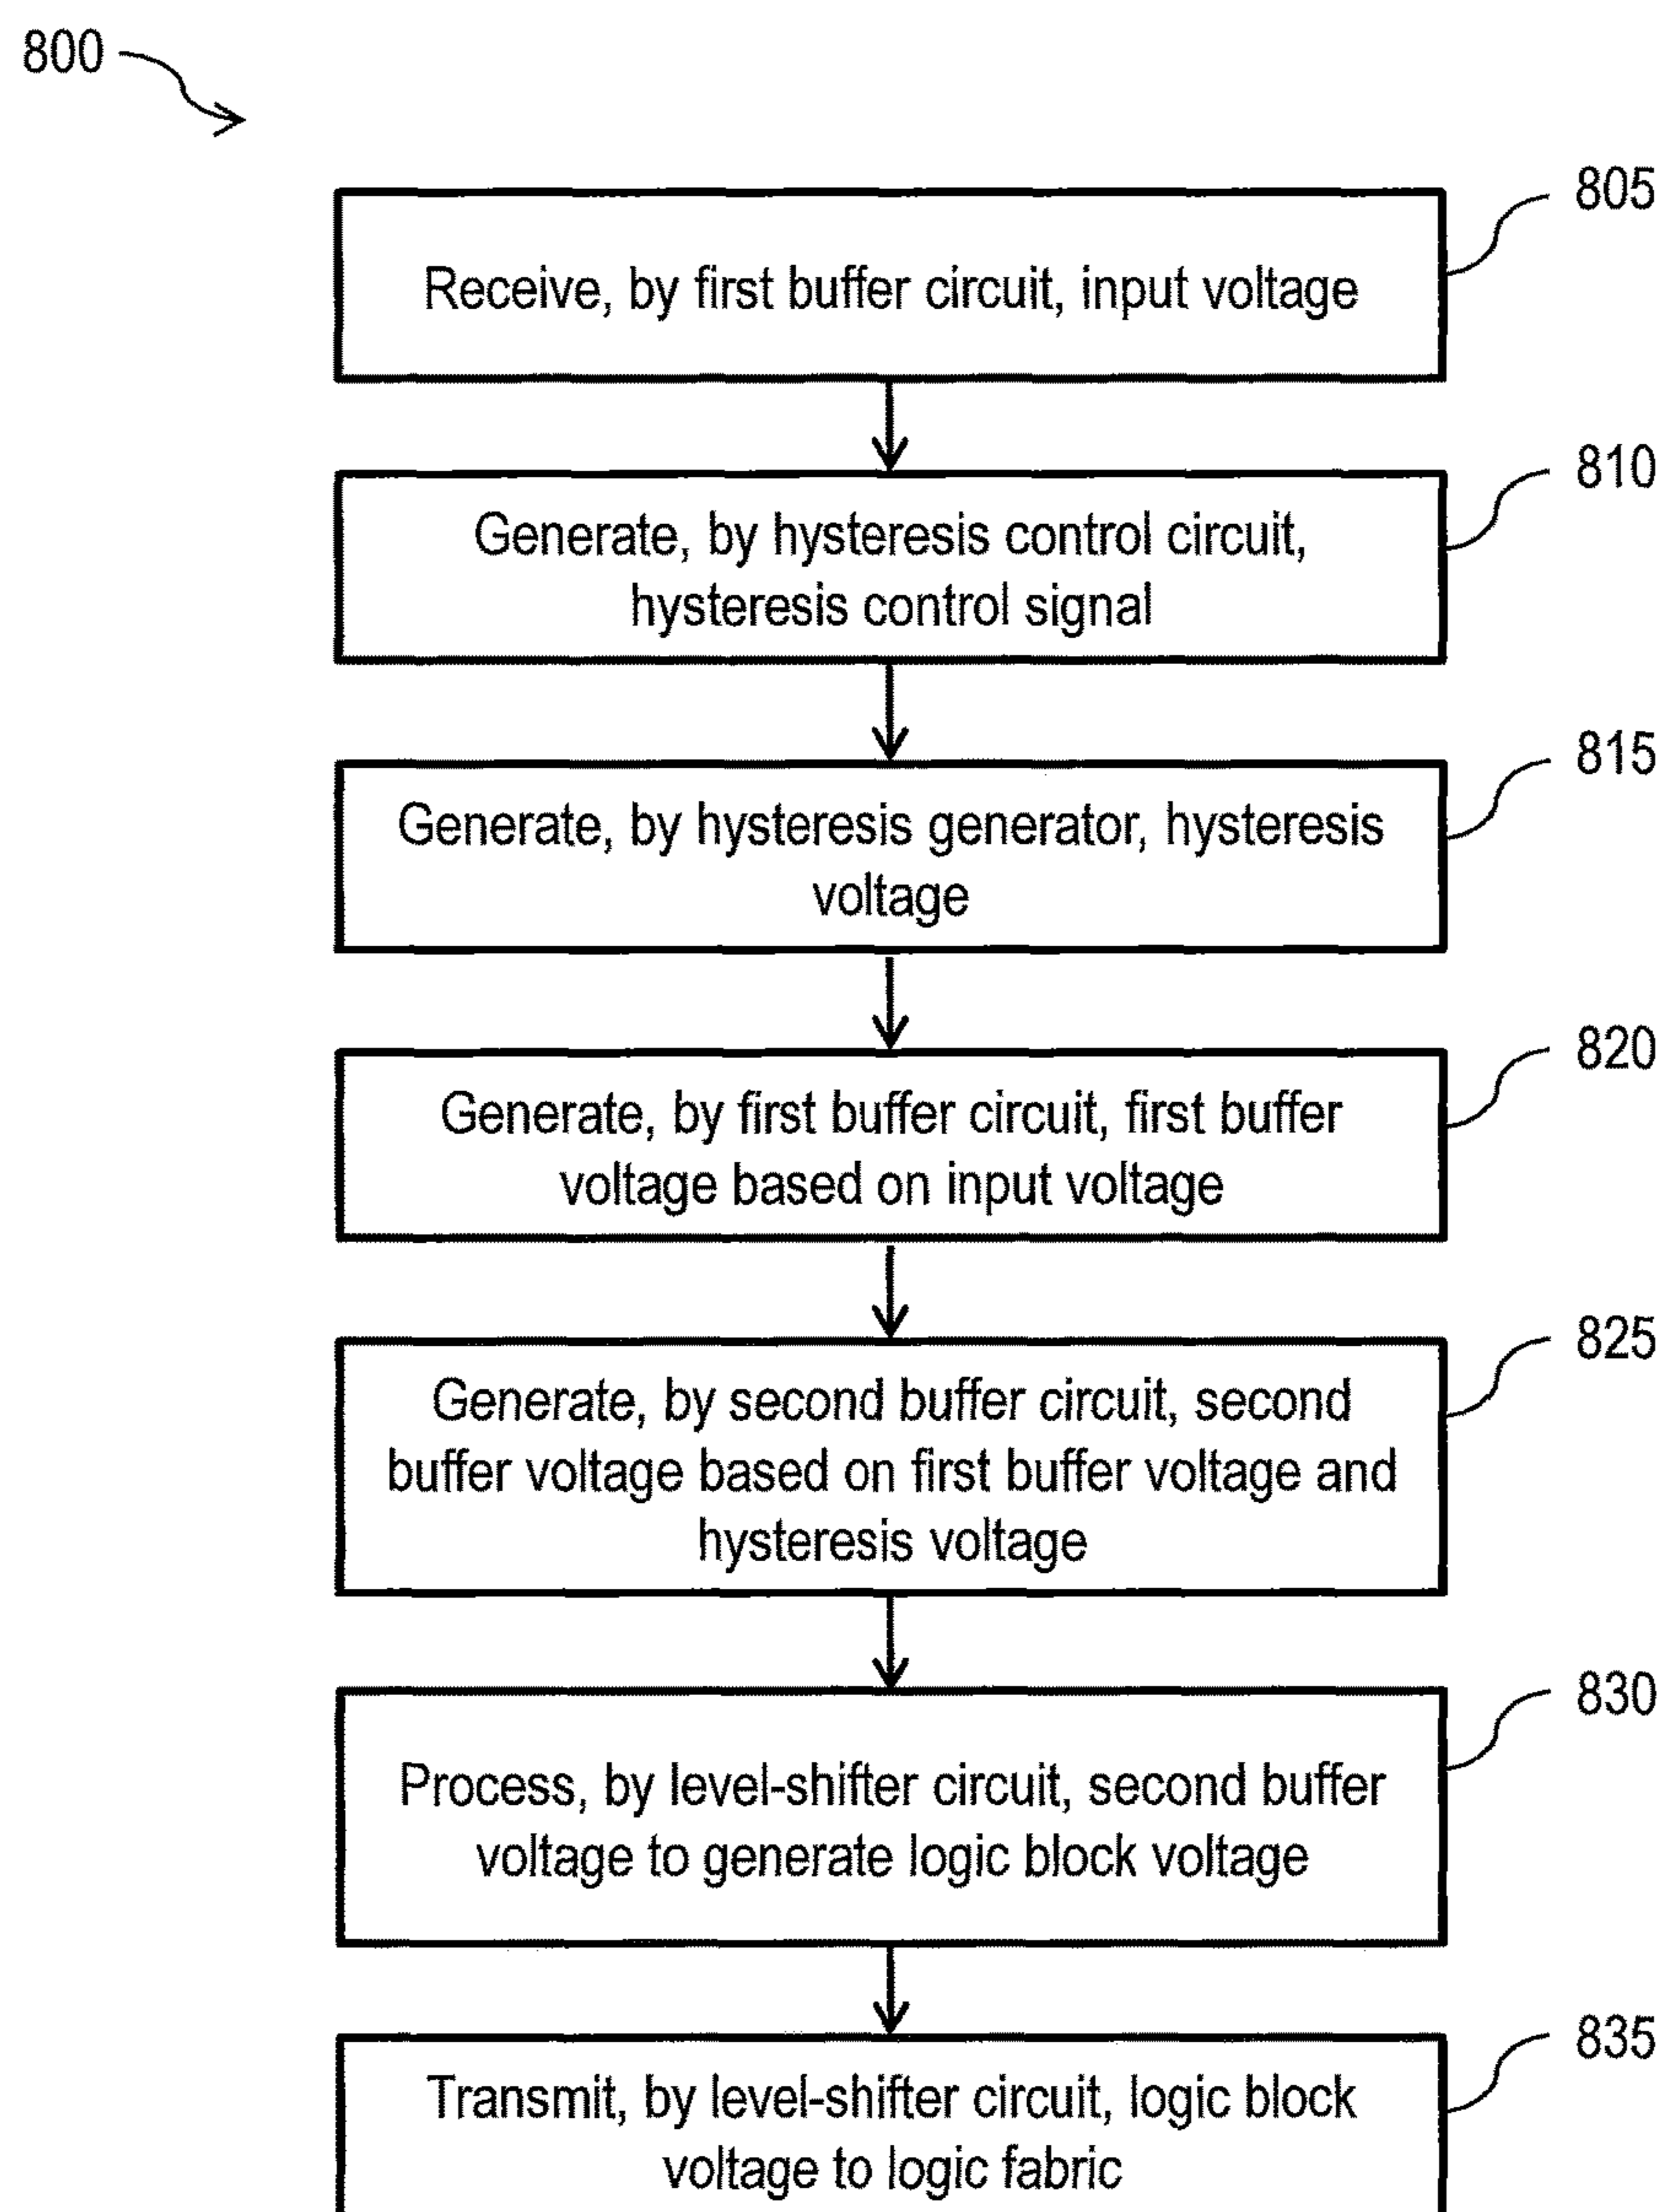 800
805
Receive, by first buffer circuit, input voltage
810
Generate, by hysteresis control circuit,
hysteresis control signal
815
Generate, by hysteresis generator, hysteresis
voltage
820
Generate, by first buffer circuit, first buffer
voltage based on input voltage
825
Generate, by second buffer circuit, second
buffer voltage based on first buffer voltage and
hysteresis voltage
830
Process, by level-shifter circuit, second buffer
voltage to generate logic block voltage
835
Transmit, by level-shifter circuit, logic block
voltage to logic fabric